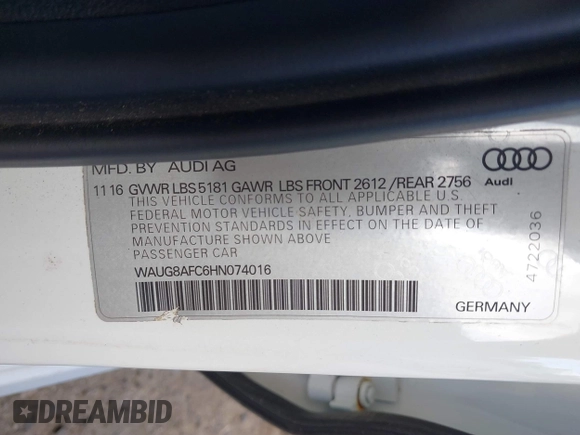 MFD. BY AUDI AG
11 16 GVWR LBS 5181 GAWR LBS FRONT 2612 / REAR 2756
THIS VEHICLE CONFORMS TO ALL APPLICABLE U.S.
FEDERAL MOTOR VEHICLE SAFETY, BUMPER AND THEFT
PREVENTION STANDARDS IN EFFECT ON THE DATE OF
MANUFACTURE SHOWN ABOVE
PASSENGER CAR
WAUG8AFC6HN074016
Audi
4722036
GERMANY
DREAMBID